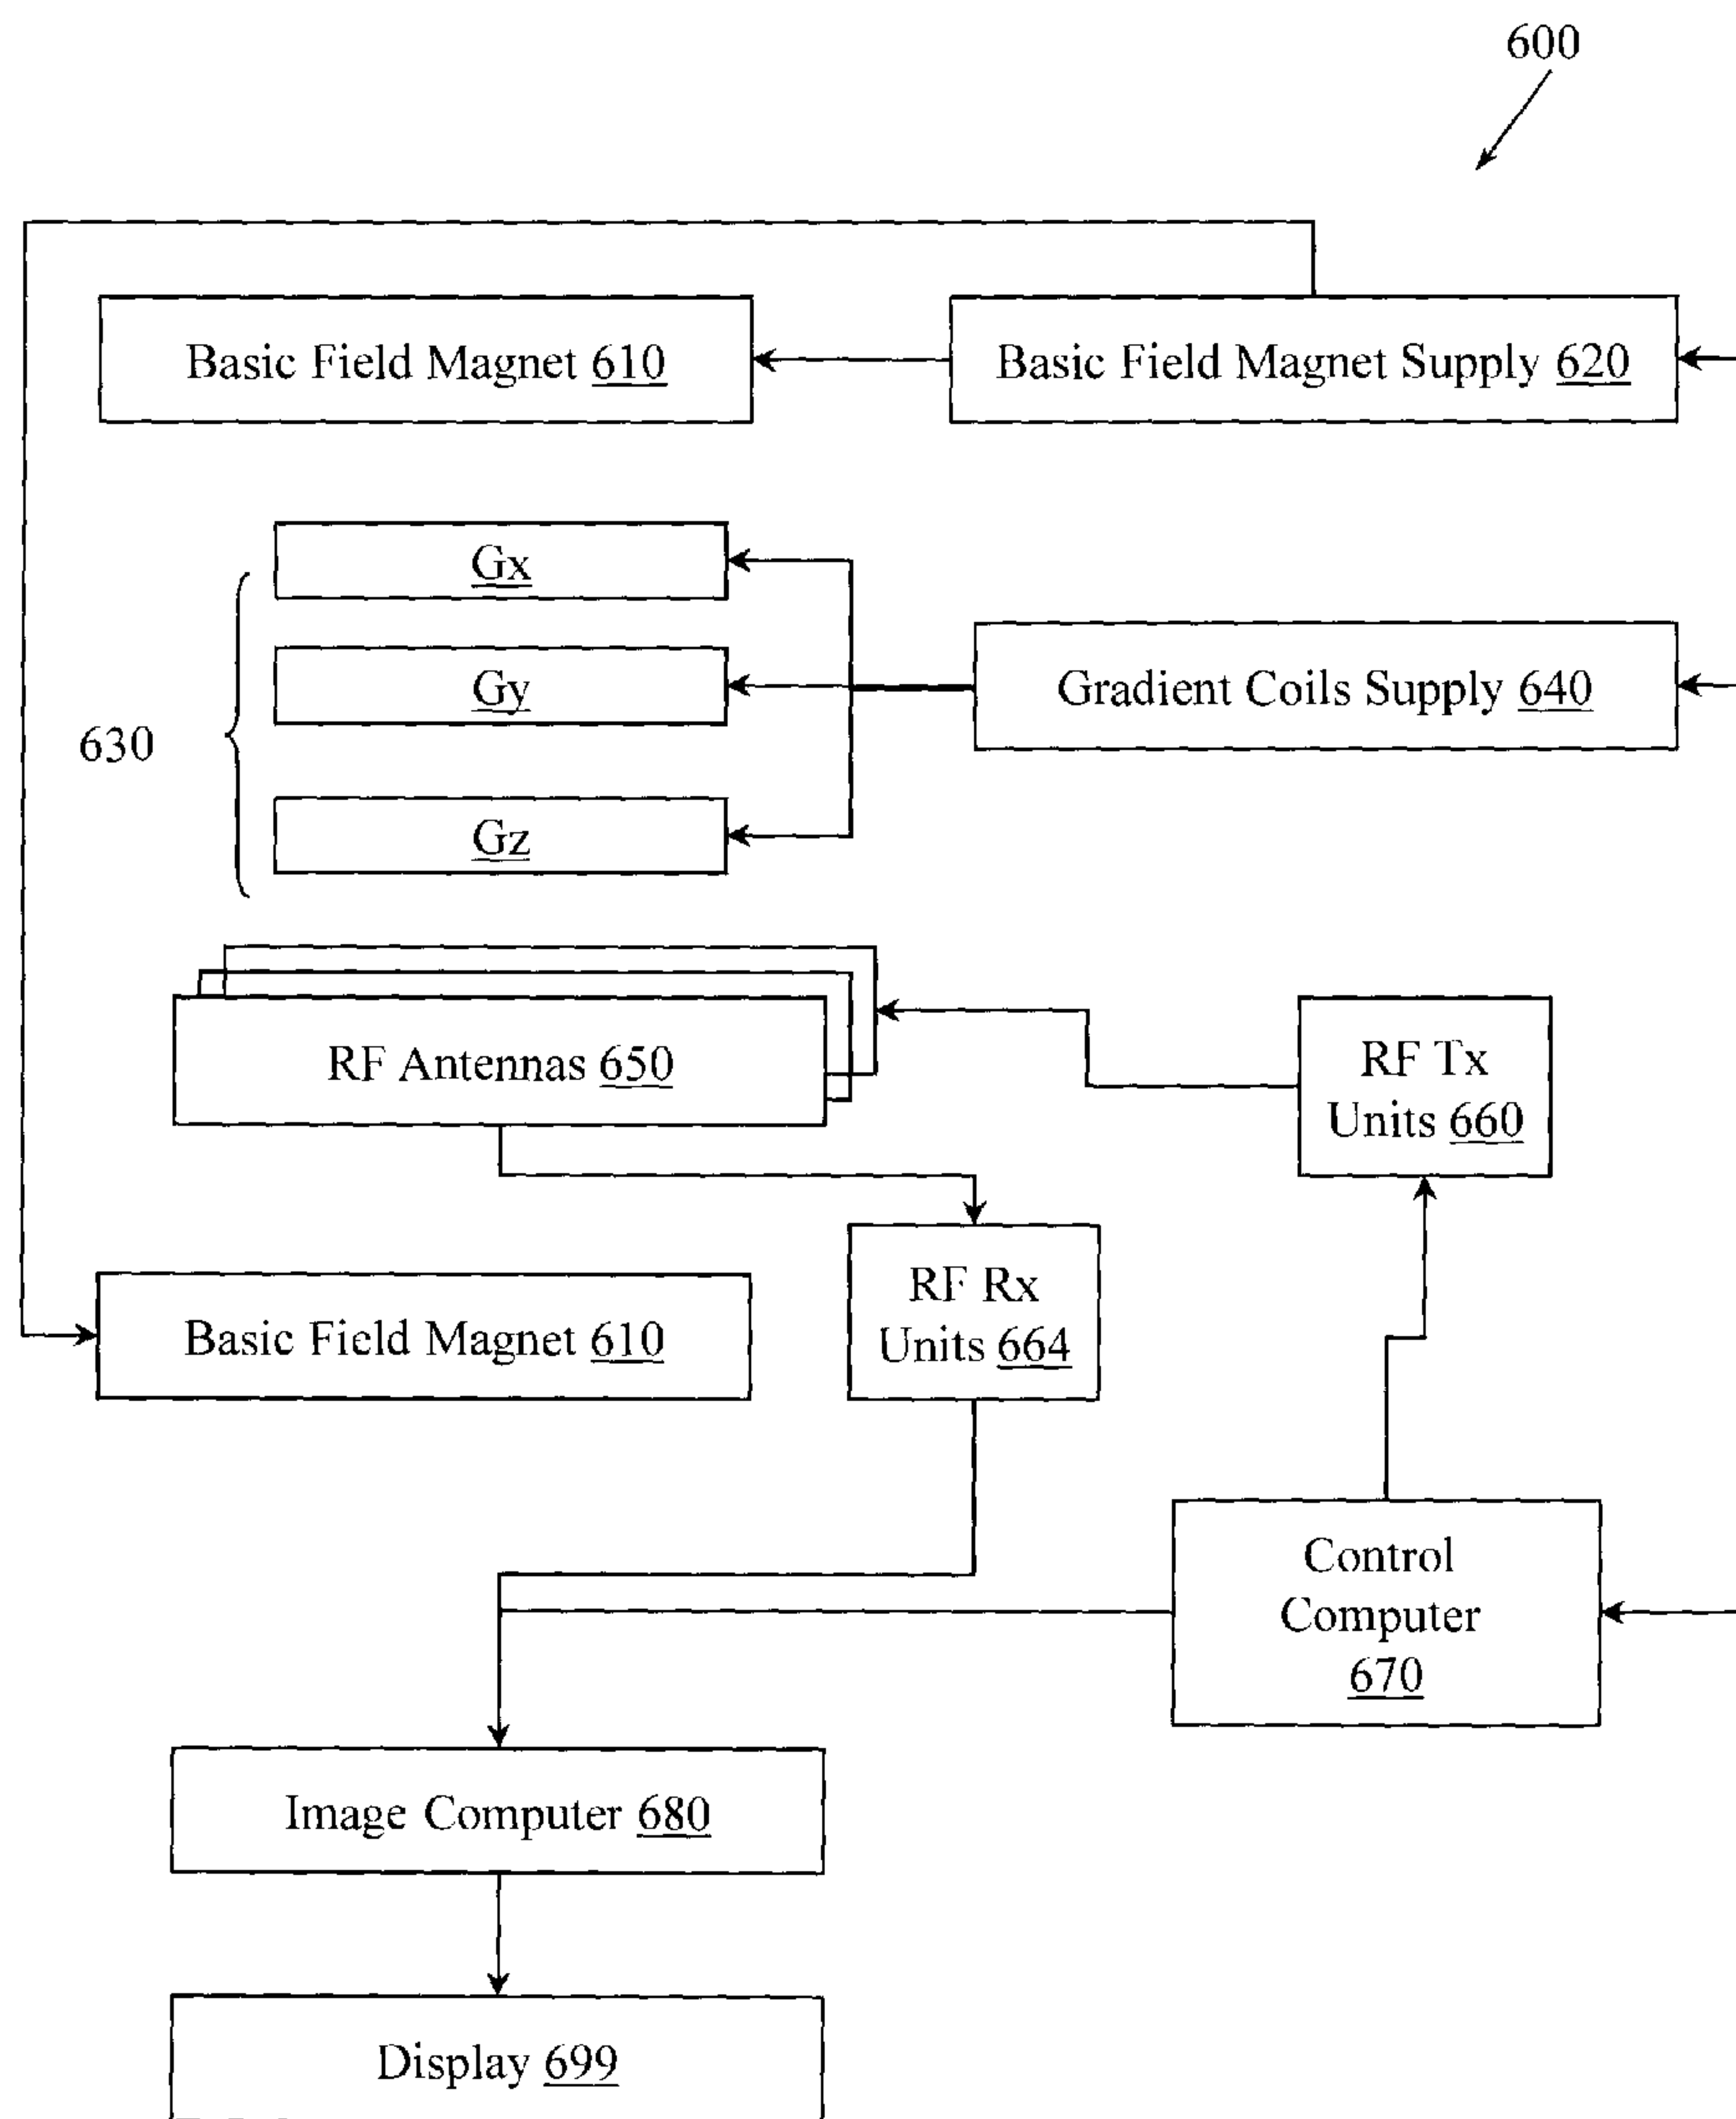 600
Basic Field Magnet 610
Basic Field Magnet Supply 620
Gx
Gy
Gz
630
Gradient Coils Supply 640
RF Antennas 650
RF Tx
Units 660
RF Rx
Units 664
Basic Field Magnet 610
Control
Computer
670
Image Computer 680
Display 699